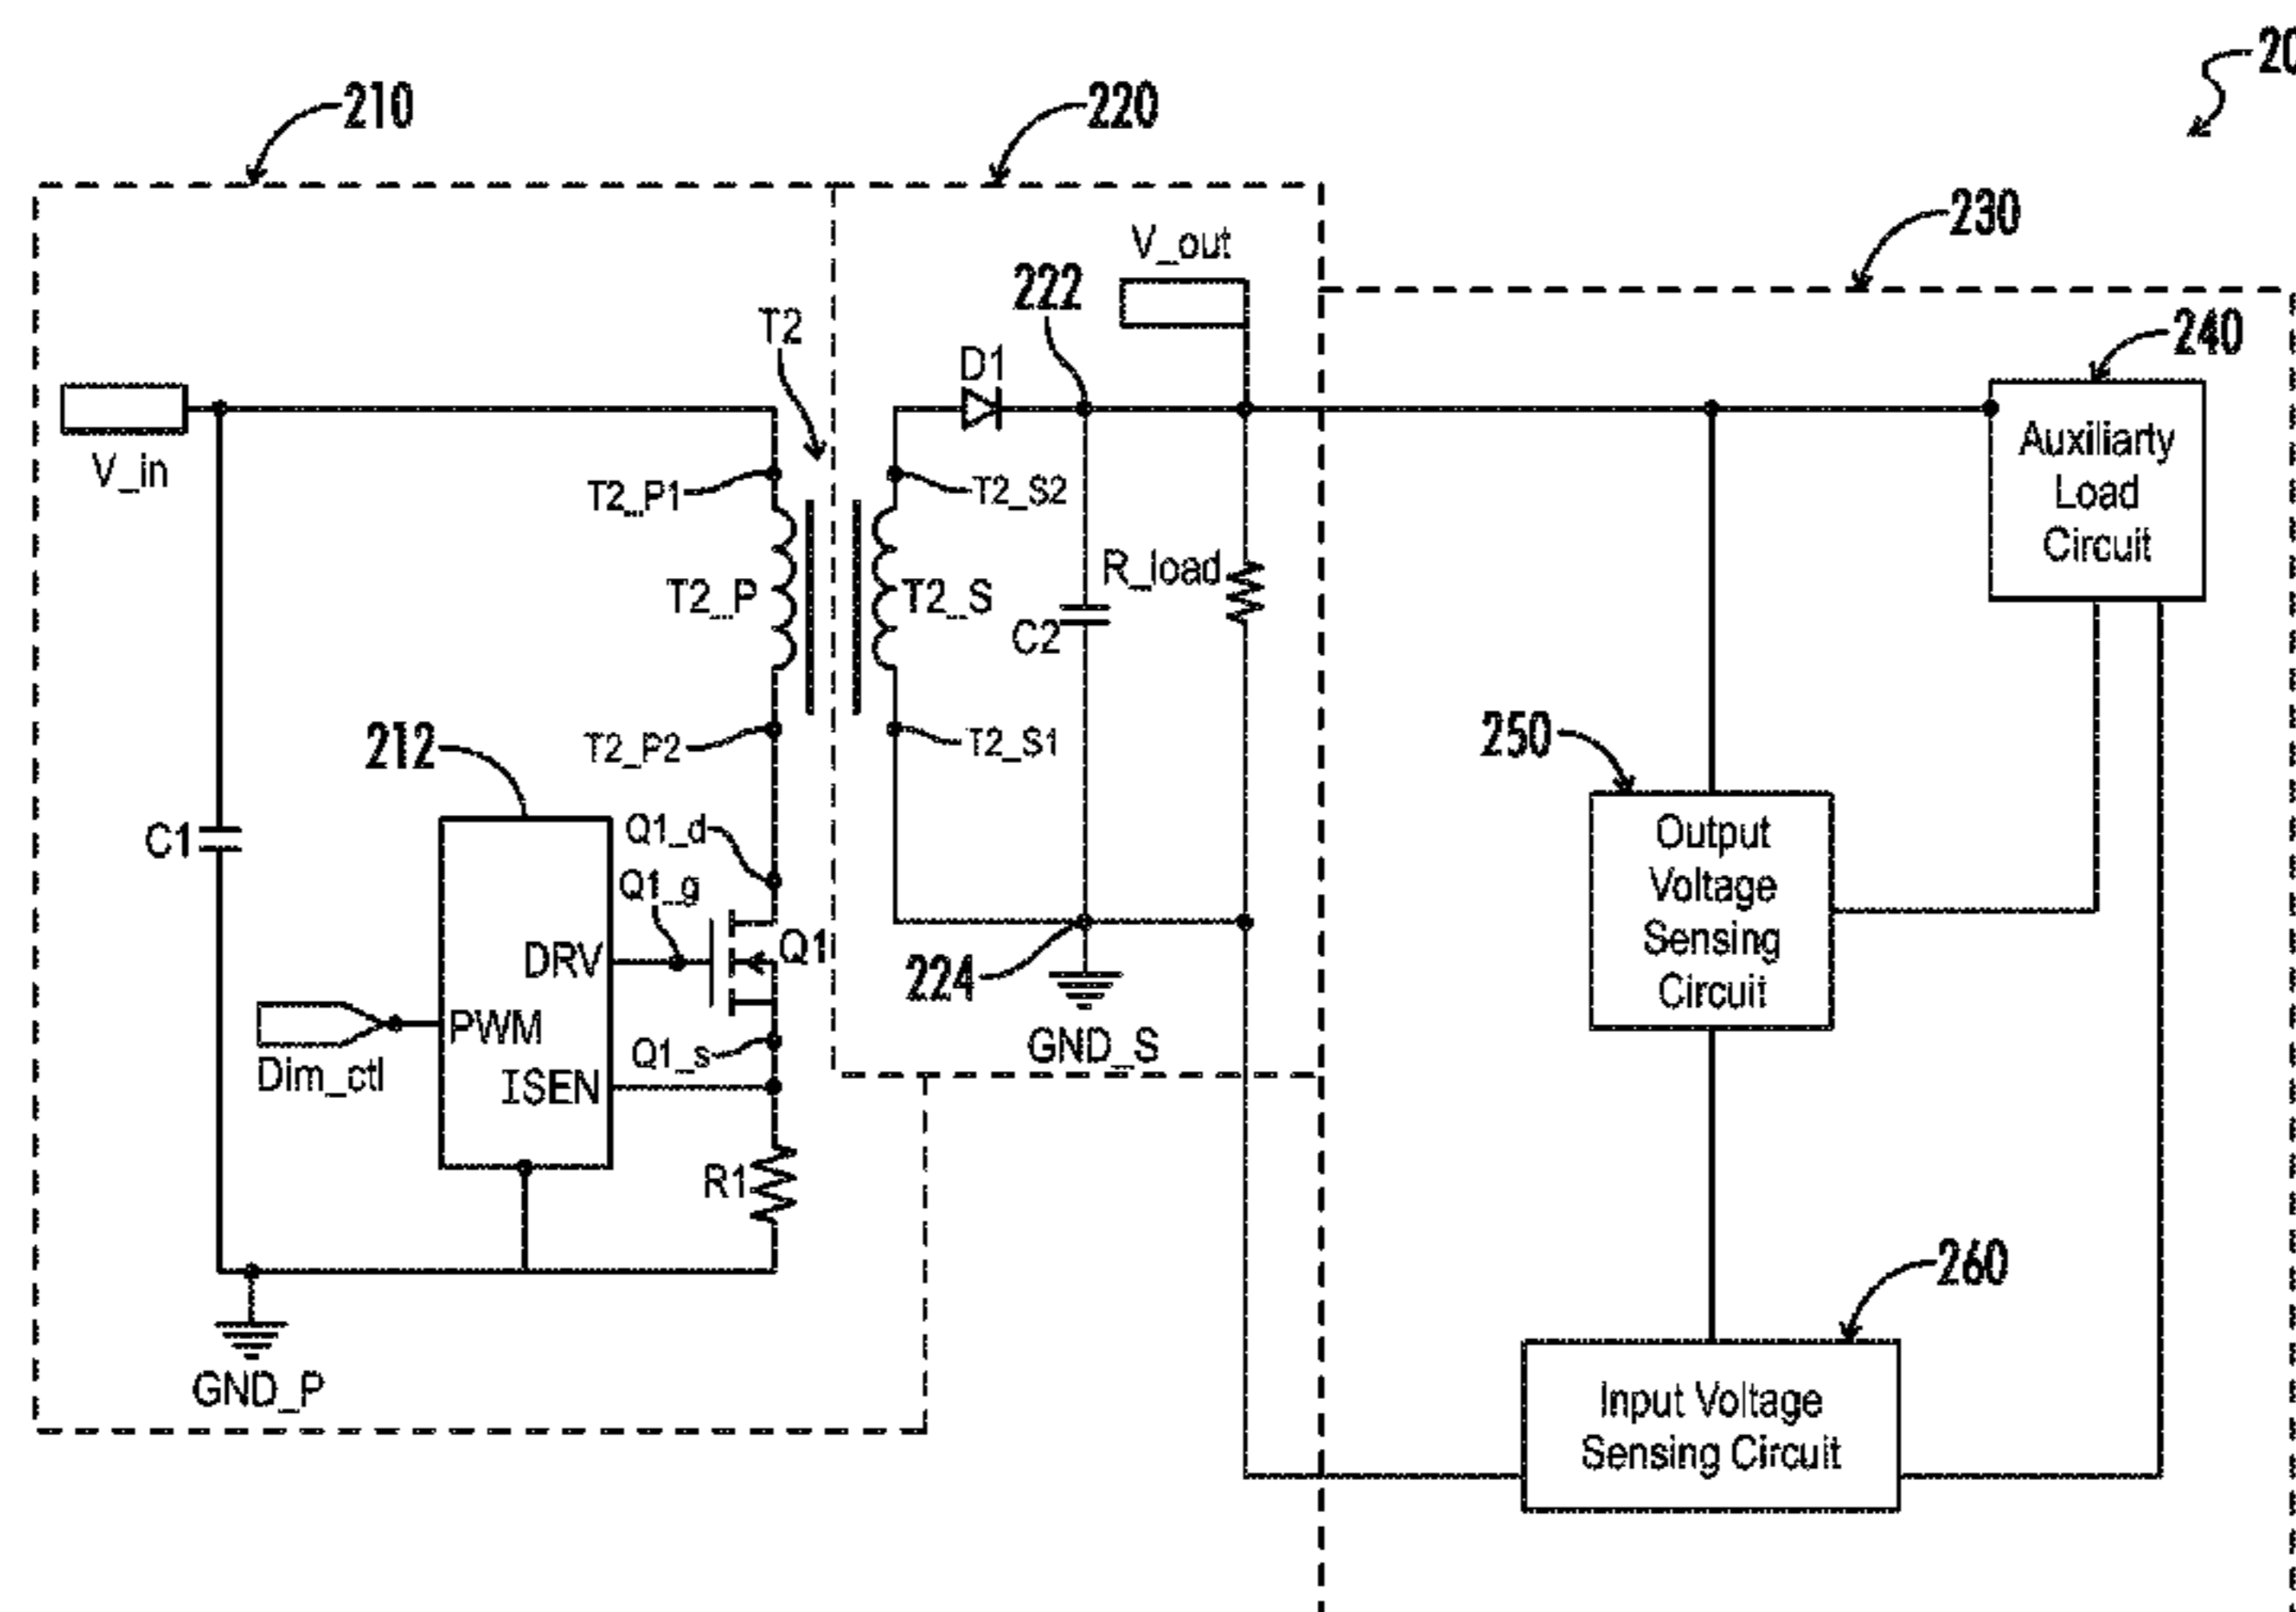 20
210
220
230
V_out
222
T2
D1
240
V_in
T2_P1
T2_S2
Auxiliarty
Load
Circuit
T2_P
T2_S
R_load
C2
212
T2_P2
T2_S1
250
C1
Q1_d
Q1_g
Output
Voltage
Sensing
Circuit
DRV
Q1
224
PWM
Dim_ctl
Q1_s
GND_S
ISEN
R1
260
GND_P
Input Voltage
Sensing Circuit